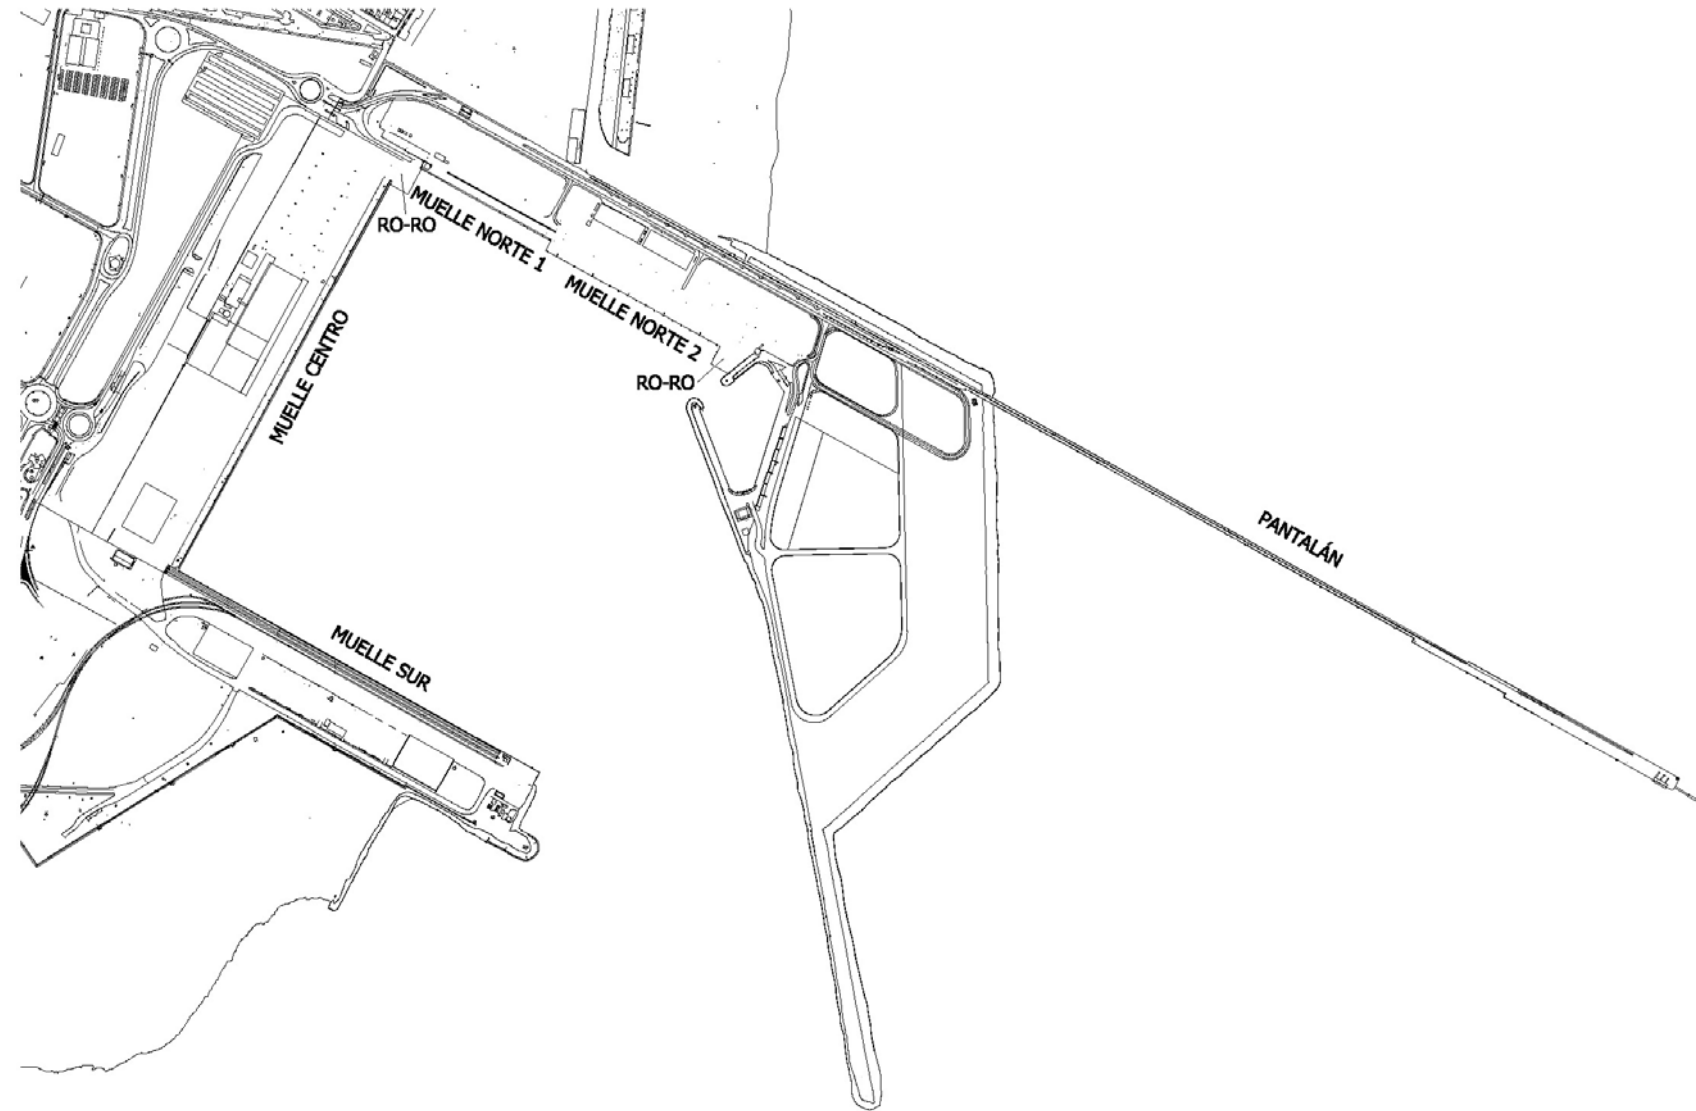 MUELLE NORTE 1
RO-RO
MUELLE NORTE 2
RO-RO
MUELLE CENTRO
PANTALÁN
MUELLE SUR